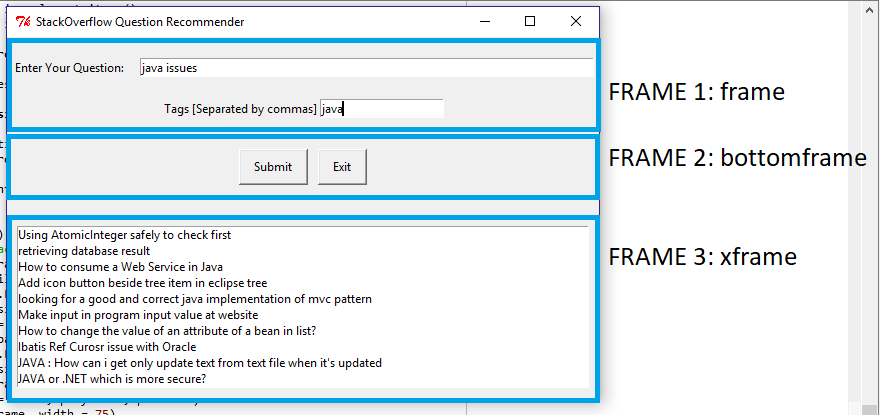 StackOverflow Question Recommender
Enter Your Question: java issues
FRAME 1: frame
Tags [Separated by commas] java
FRAME 2: bottomframe
Submit Exit
Using AtomicInteger safely to check first
retrieving database result
FRAME 3: xframe
How to consume a Web Service in Java
Add icon button beside tree item in eclipse tree
looking for a good and correct java implementation of mvc pattern
Make input in program input value at website
How to change the value of an attribute of a bean in list?
Ibatis Ref Curosr issue with Oracle
JAVA : How can i get only update text from text file when it's updated
JAVA or .NET which is more secure?
width = 75)